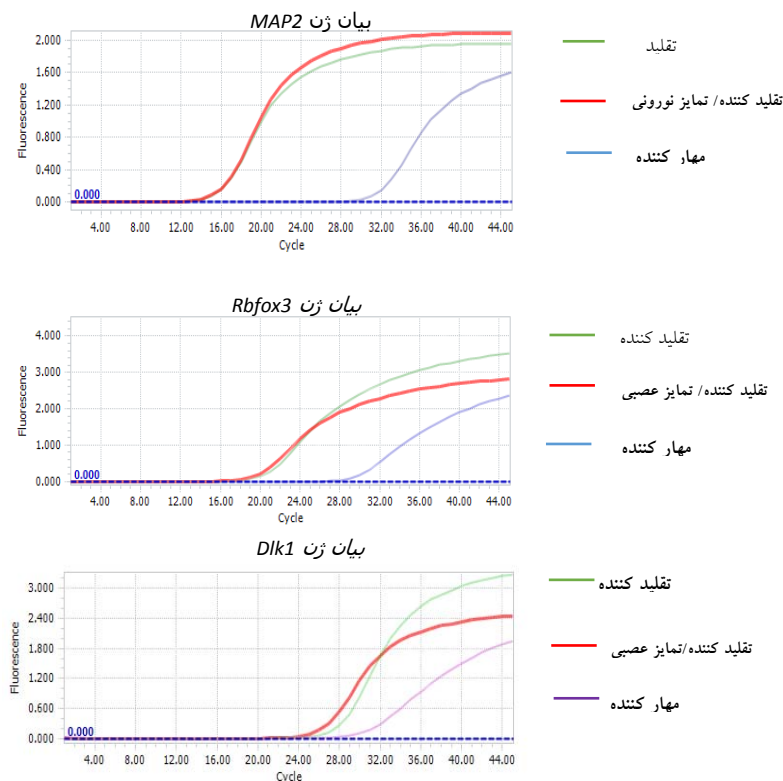 بیان ژن MAP2
2.000
1.600
1.200
0.800
0.400
0.000
0.000
Fluorescence
4.00 8.00 12.00 16.00 20.00 24.00 28.00 32.00 36.00 40.00 44.00
Cycle
تقلید
تقلید کننده/ تمایز نورونی
مهار کننده
بیان ژن Rbfox3
4.000
3.000
2.000
1.000
0.000
0.000
Fluorescence
4.00 8.00 12.00 16.00 20.00 24.00 28.00 32.00 36.00 40.00 44.00
Cycle
تقلید کننده
تقلید کننده/ تمایز عصبی
مهار کننده
بیان ژن Dlk1
3.000
2.400
1.800
1.200
0.600
0.000
0.000
Fluorescence
4.00 8.00 12.00 16.00 20.00 24.00 28.00 32.00 36.00 40.00 44.00
Cycle
تقلید کننده
تقلید کننده/تمایز عصبی
مهار کننده